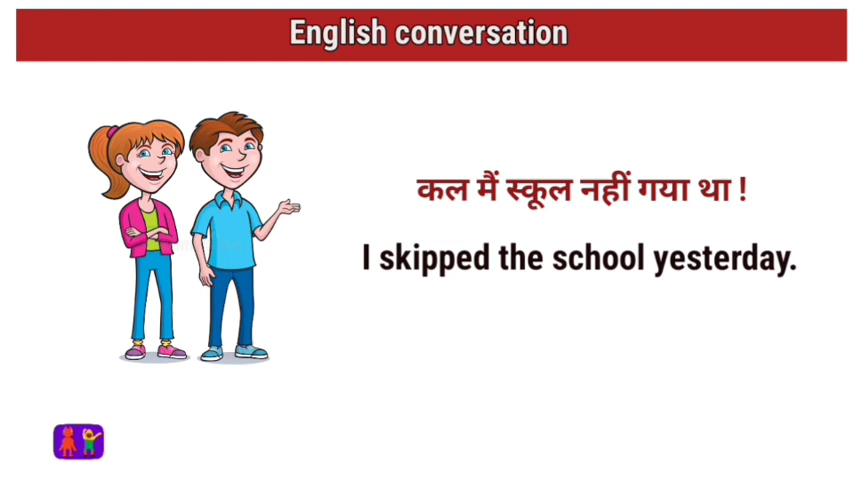 English conversation
कल मैं स्कूल नहीं गया था !
I skipped the school yesterday.